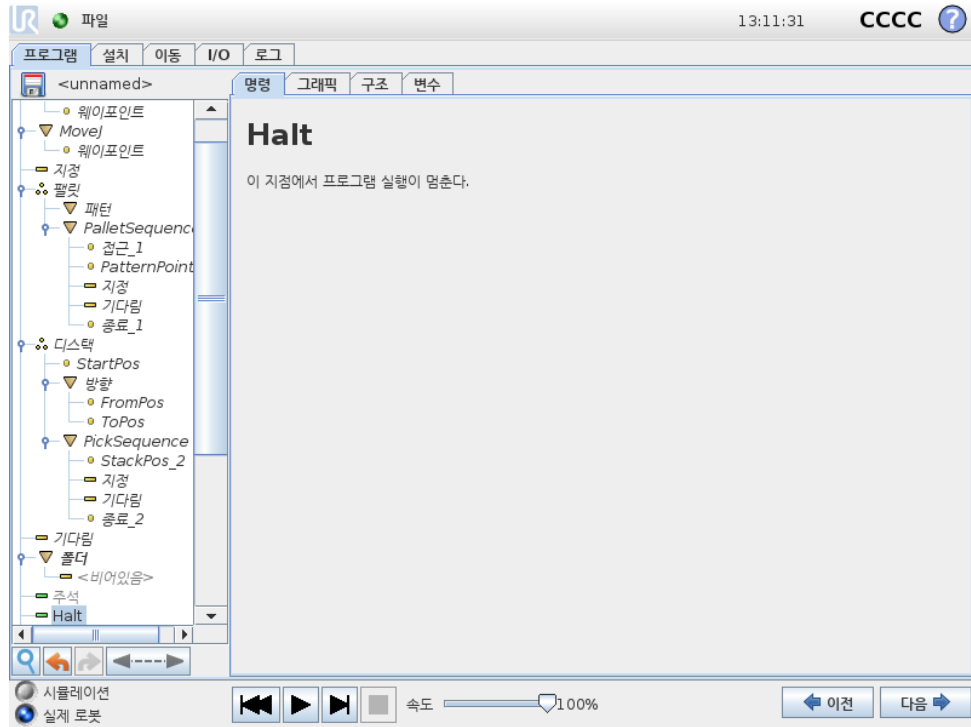 UR 파일 13:11:31 CCCC ?
프로그램 설치 이동 I/O 로그
<unnamed> 명령 그래픽 구조 변수
웨이포인트
MoveJ
웨이포인트
지정
팰릿
패턴
PalletSequenc
접근_1
PatternPoint
지정
기다림
종료_1
디스택
StartPos
방향
FromPos
ToPos
PickSequence
StackPos_2
지정
기다림
종료_2
기다림
폴더
<비어있음>
주석
Halt
Halt
이 지점에서 프로그램 실행이 멈춘다.
시뮬레이션
실제 로봇
속도 100% 이전 다음